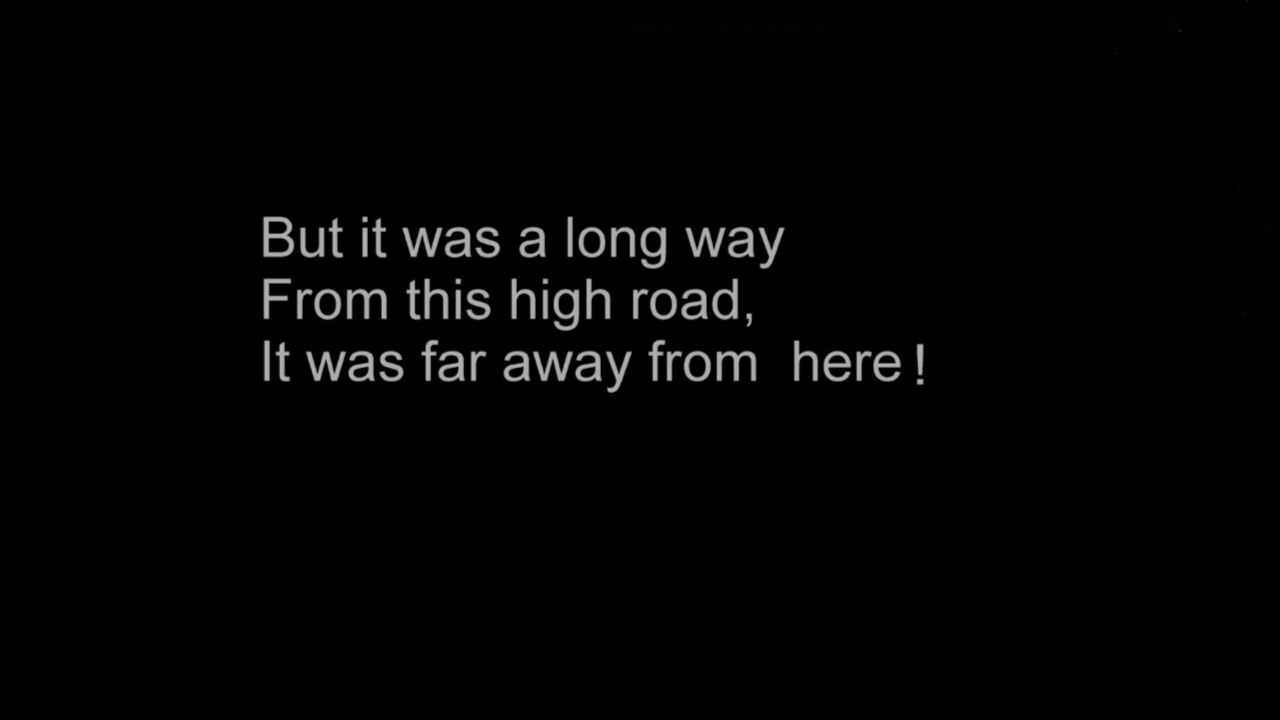 But it was a long way
From this high road,
It was far away from  here !